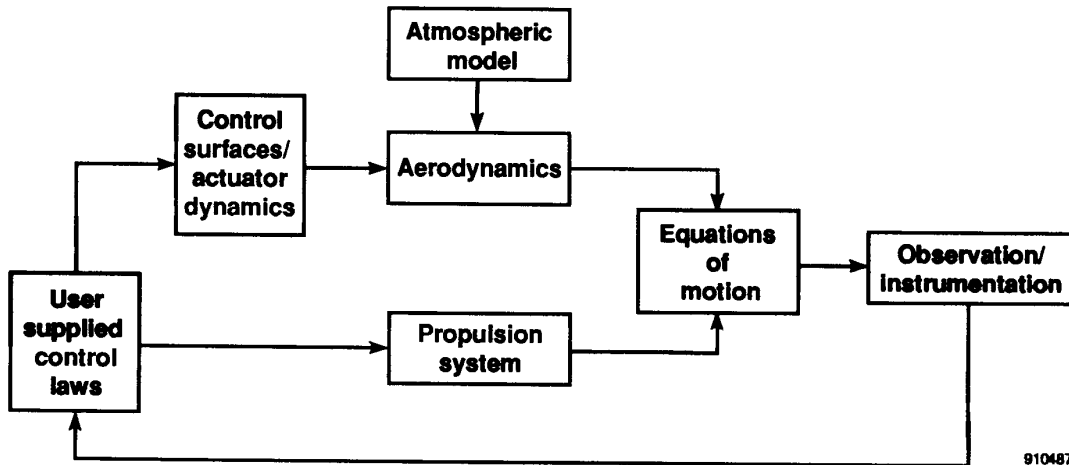 Atmospheric
model
Control
surfaces/
actuator
dynamics
Aerodynamics
Equations
of
motion
Observation/
instrumentation
User
supplied
control
laws
Propulsion
system
910487